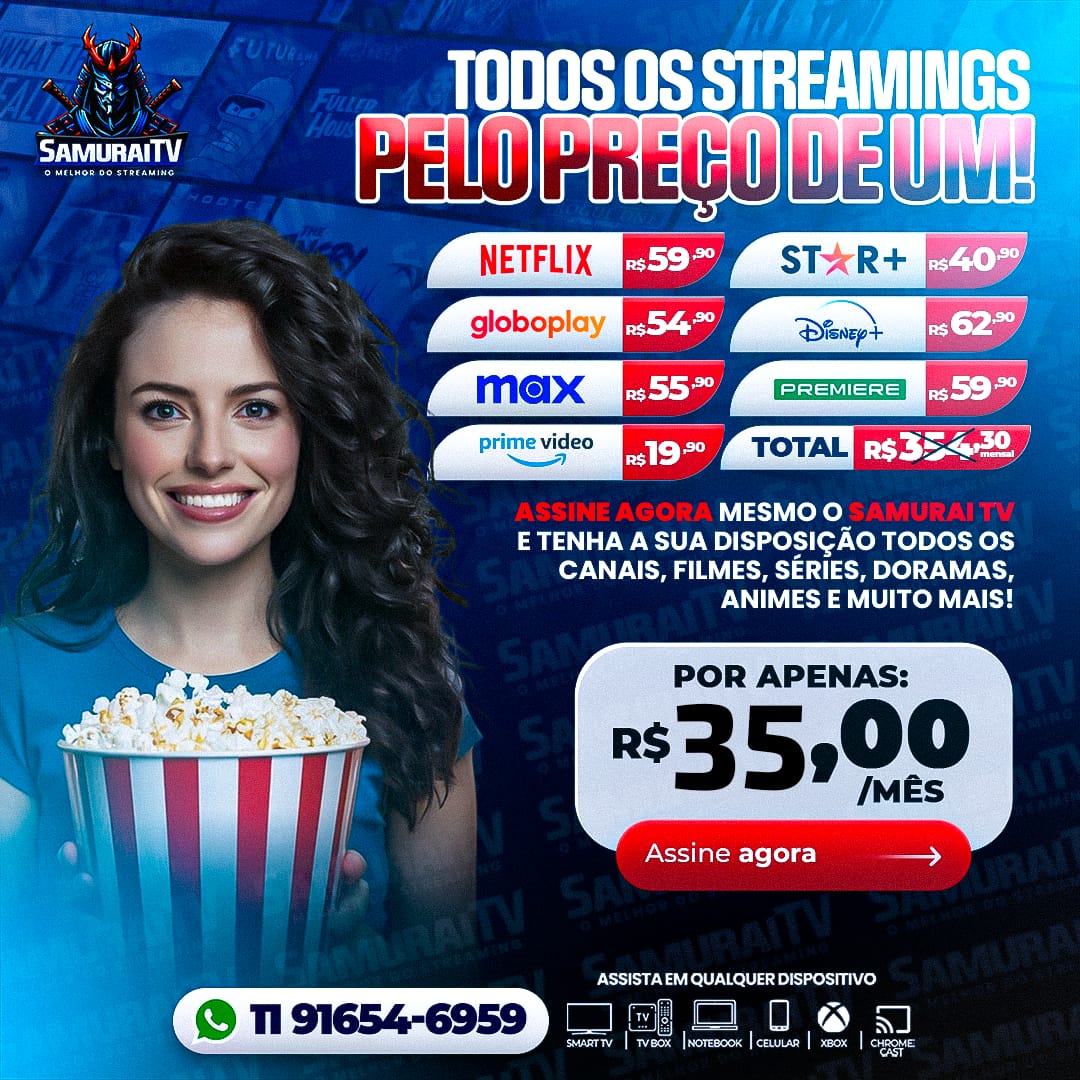 SAMURAITV
O MELHOR DO STREAMING
TODOS OS STREAMINGS
PELO PREÇO DE UM!
NETFLIX R$59,90
STAR+ R$40,90
globoplay R$54,90
Disney+ R$62,90
max R$55,90
PREMIERE R$59,90
prime video R$19,90
TOTAL R$354,30 mensal
ASSINE AGORA MESMO O SAMURAI TV
E TENHA A SUA DISPOSIÇÃO TODOS OS
CANAIS, FILMES, SÉRIES, DORAMAS,
ANIMES E MUITO MAIS!
POR APENAS:
R$35,00
/MÊS
Assine agora
ASSISTA EM QUALQUER DISPOSITIVO
11 91654-6959
TV
SMART TV | TV BOX | NOTEBOOK | CELULAR | XBOX | CHROME CAST